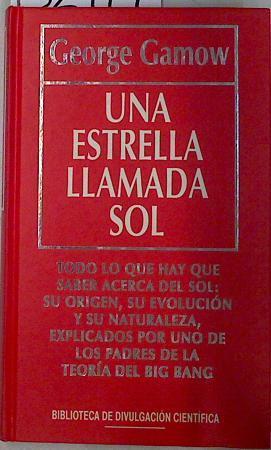 George Gamow
UNA
ESTRELLA
LLAMADA
SOL
TODO LO QUE HAY QUE
SABER ACERCA DEL SOL:
SU ORIGEN, SU EVOLUCIÓN
Y SU NATURALEZA,
EXPLICADOS POR UNO DE
LOS PADRES DE LA
TEORÍA DEL BIG BANG
BIBLIOTECA DE DIVULGACIÓN CIENTÍFICA